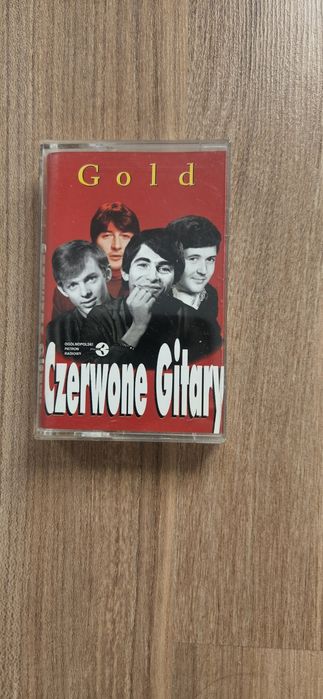 Gold
OGÓLNOPOLSKI
PATRON
RADIOWY
Czerwone Gitary